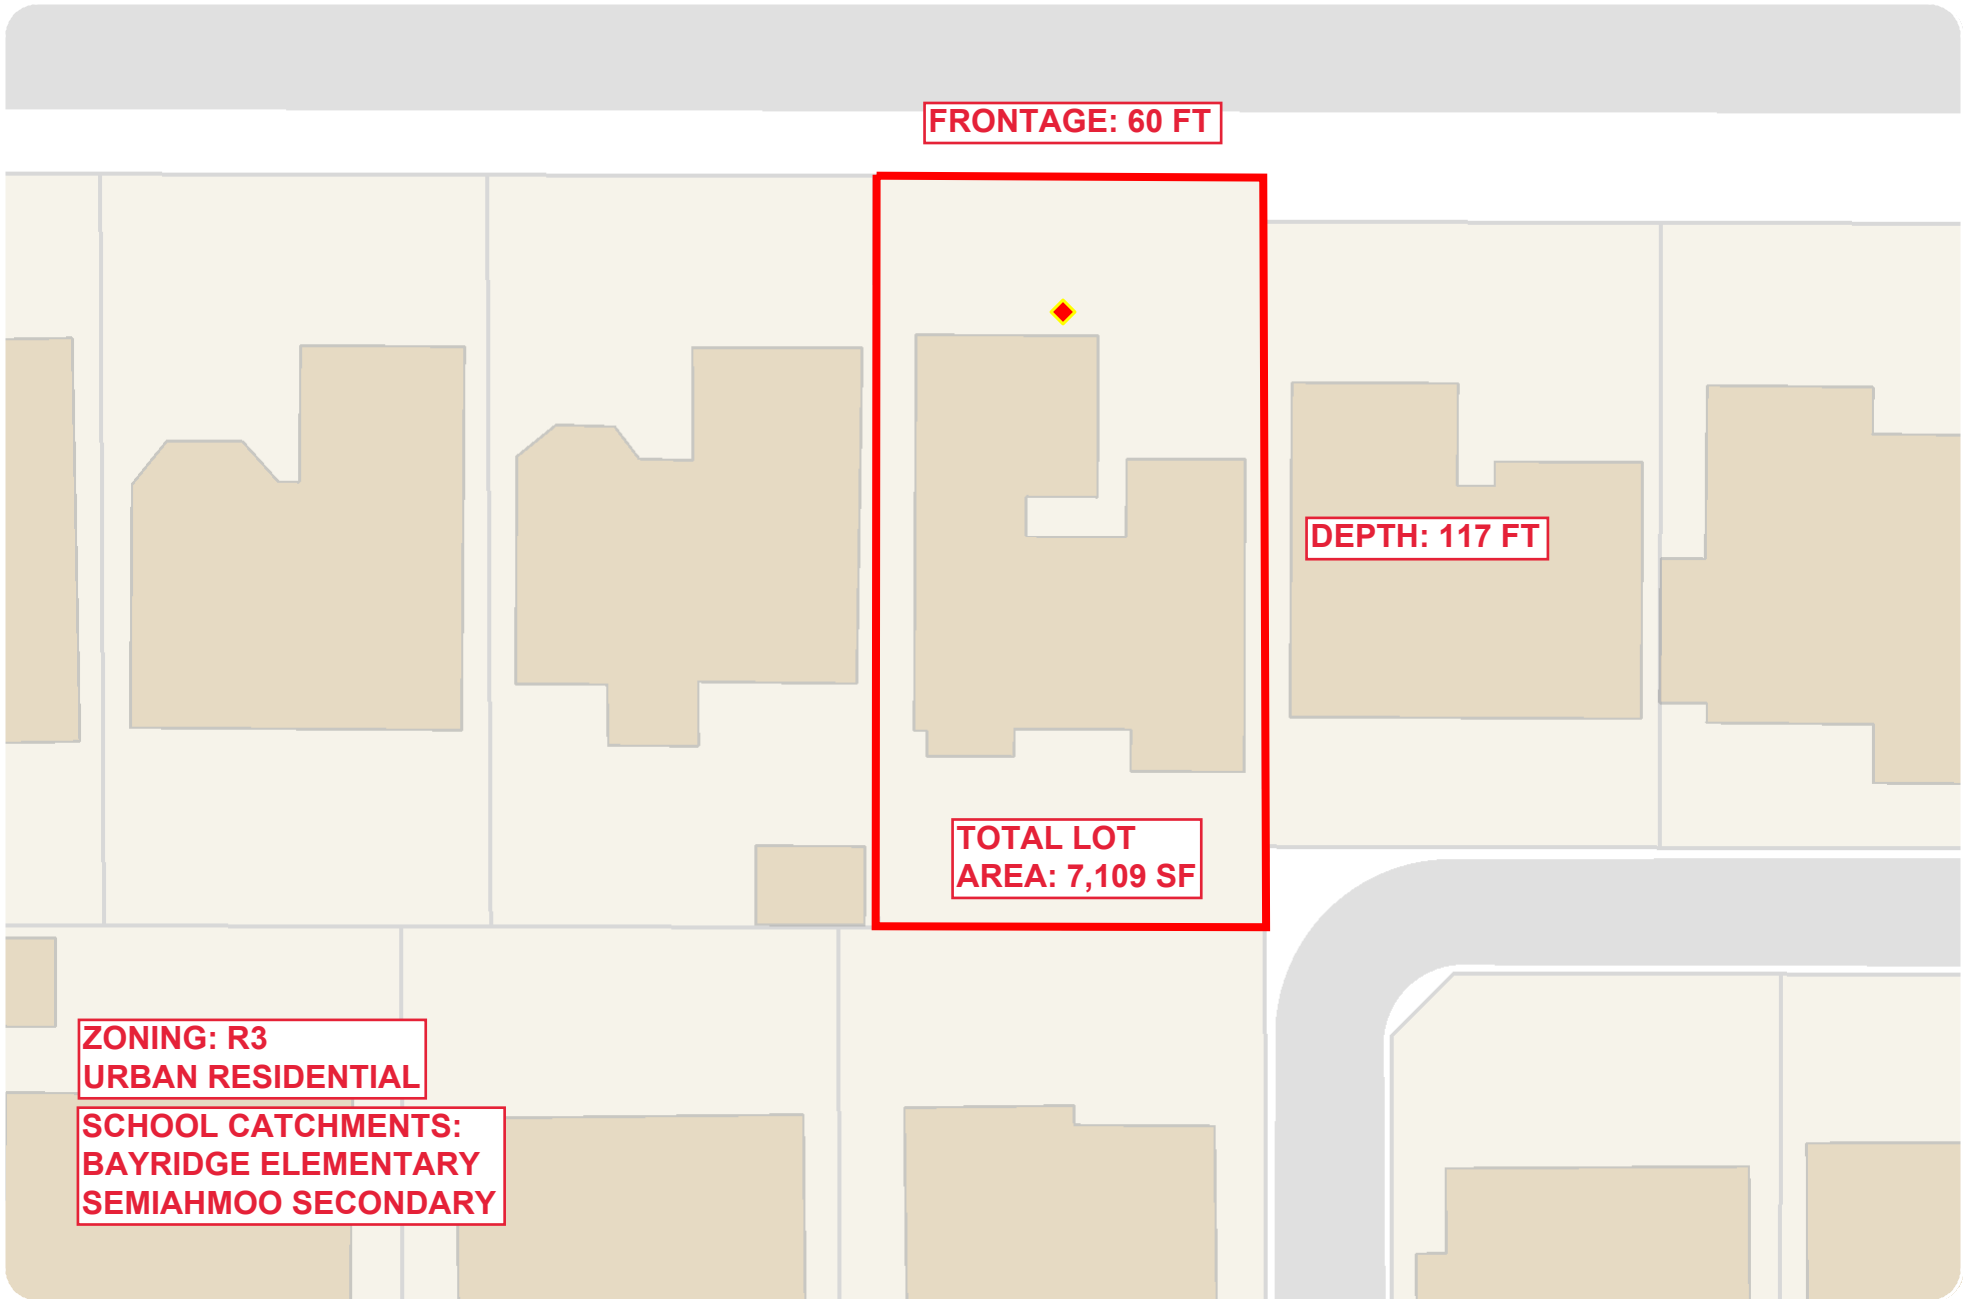 FRONTAGE: 60 FT
DEPTH: 117 FT
TOTAL LOT
AREA: 7,109 SF
ZONING: R3
URBAN RESIDENTIAL
SCHOOL CATCHMENTS:
BAYRIDGE ELEMENTARY
SEMIAHMOO SECONDARY